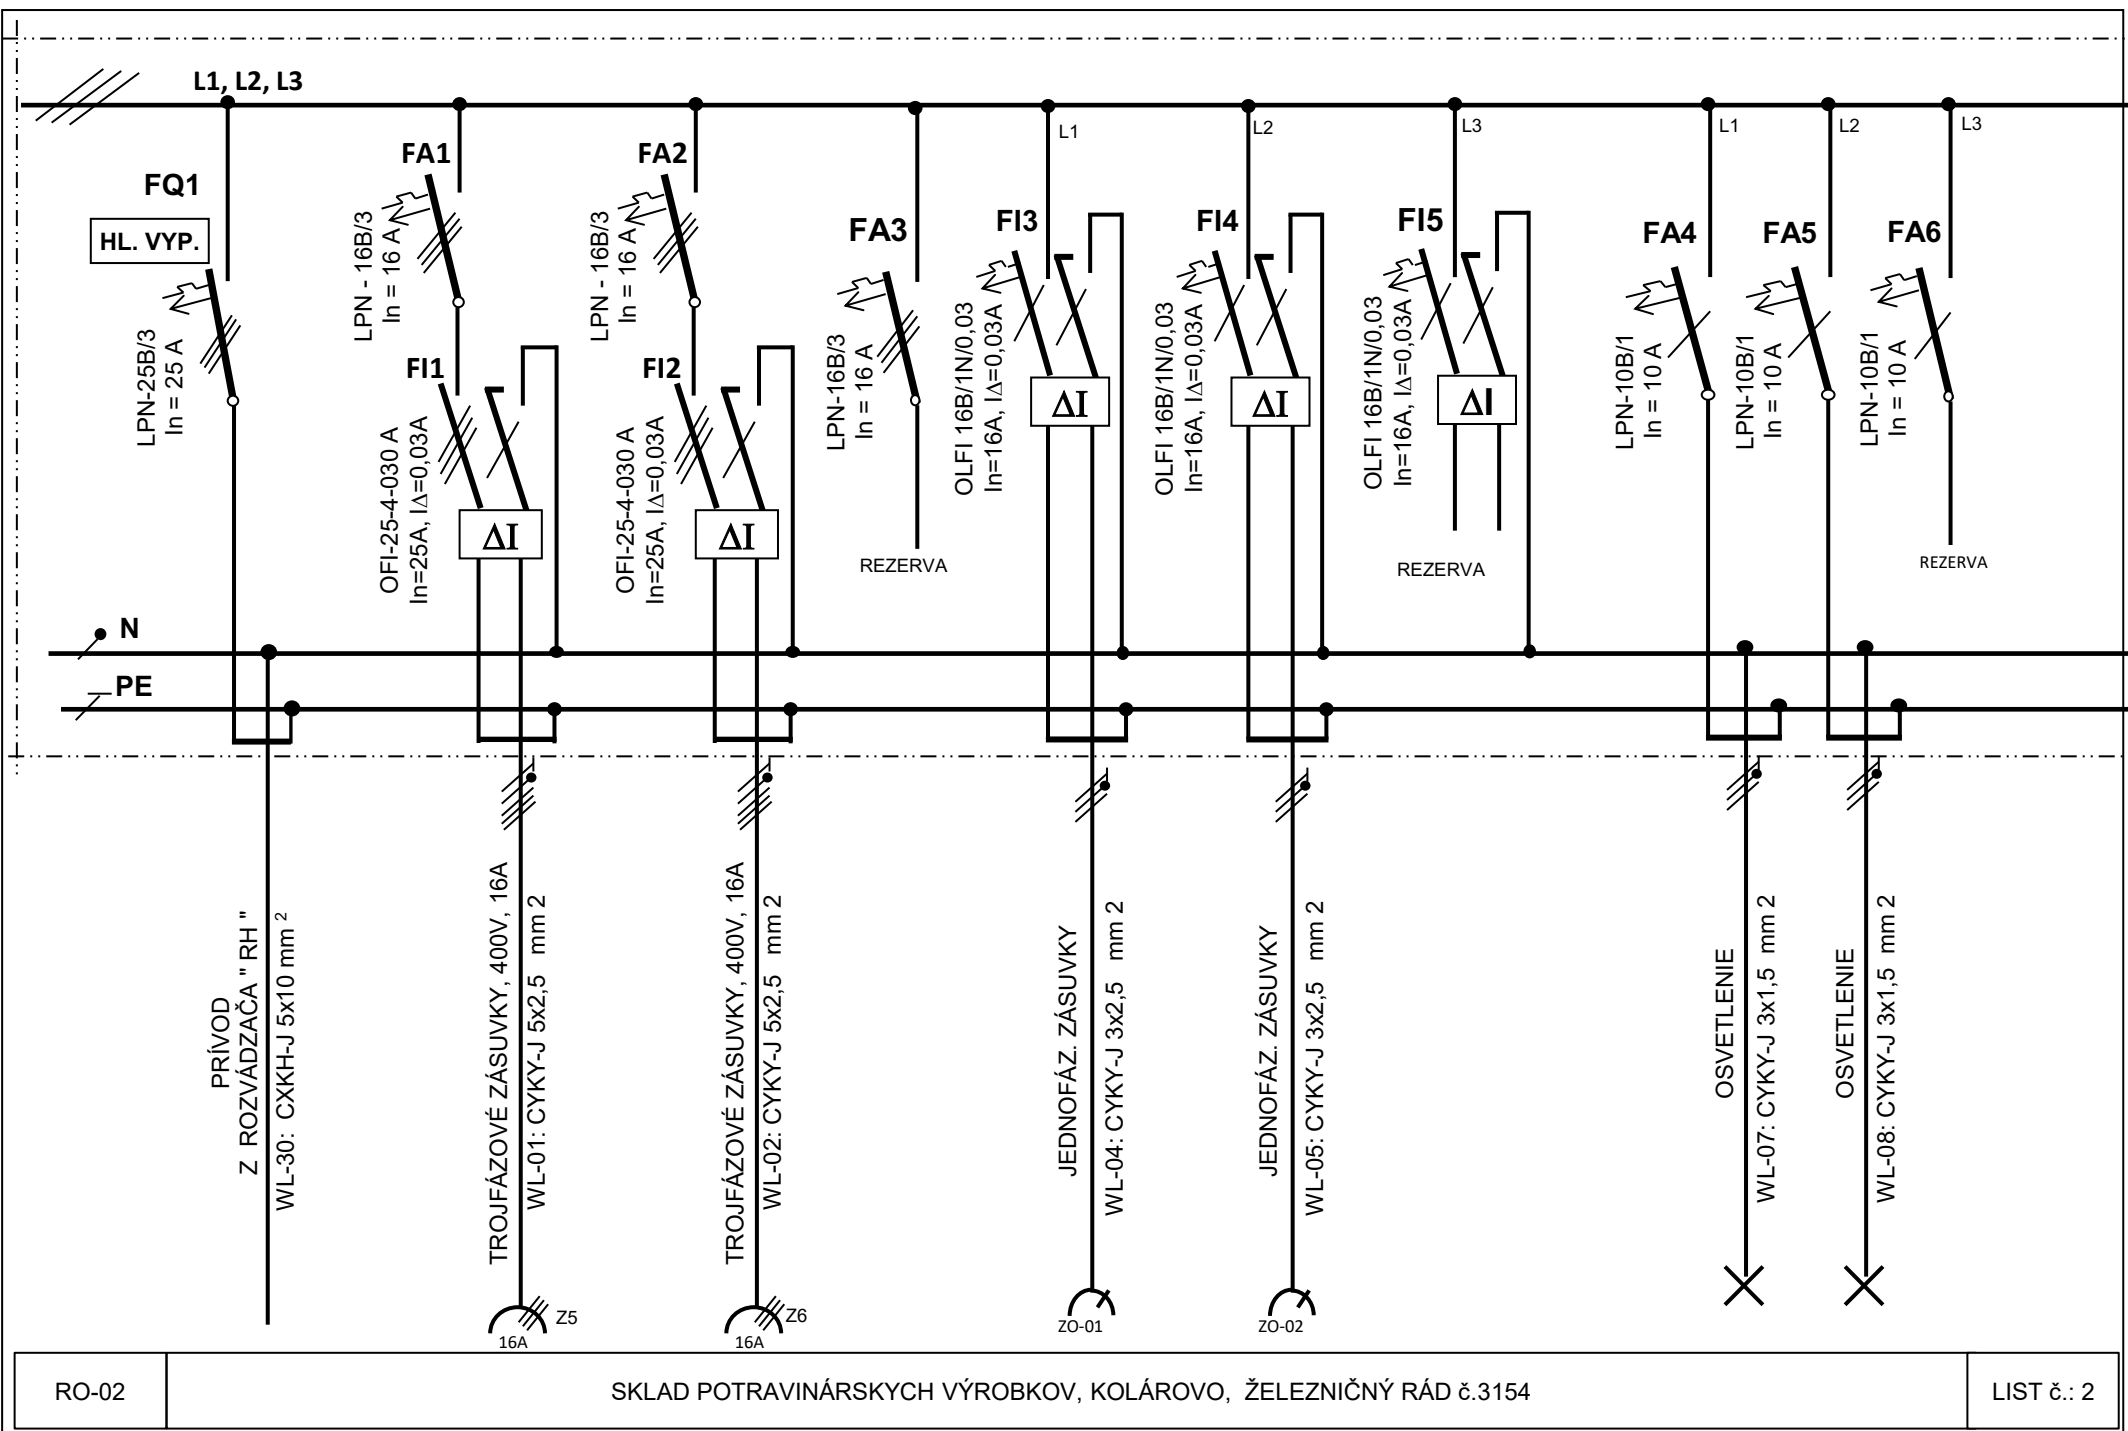 L1, L2, L3
FQ1
HL. VYP.
LPN-25B/3
In = 25 A
FA1
LPN - 16B/3
In = 16 A
FI1
OFI-25-4-030 A
In=25A, I∆=0,03A
ΔI
FA2
LPN - 16B/3
In = 16 A
FI2
OFI-25-4-030 A
In=25A, I∆=0,03A
ΔI
FA3
LPN-16B/3
In = 16 A
REZERVA
L1
FI3
OLFI 16B/1N/0,03
In=16A, I∆=0,03A
ΔI
L2
FI4
OLFI 16B/1N/0,03
In=16A, I∆=0,03A
ΔI
L3
FI5
OLFI 16B/1N/0,03
In=16A, I∆=0,03A
ΔI
REZERVA
L1
FA4
LPN-10B/1
In = 10 A
L2
FA5
LPN-10B/1
In = 10 A
L3
FA6
LPN-10B/1
In = 10 A
REZERVA
N
PE
PRÍVOD
Z ROZVÁDZAČA " RH "
WL-30: CXKH-J 5x10 mm ²
TROJFÁZOVÉ ZÁSUVKY, 400V, 16A
WL-01: CYKY-J 5x2,5 mm 2
Z5
16A
TROJFÁZOVÉ ZÁSUVKY, 400V, 16A
WL-02: CYKY-J 5x2,5 mm 2
Z6
16A
JEDNOFÁZ. ZÁSUVKY
WL-04: CYKY-J 3x2,5 mm 2
ZO-01
JEDNOFÁZ. ZÁSUVKY
WL-05: CYKY-J 3x2,5 mm 2
ZO-02
OSVETLENIE
WL-07: CYKY-J 3x1,5 mm 2
OSVETLENIE
WL-08: CYKY-J 3x1,5 mm 2
RO-02
SKLAD POTRAVINÁRSKYCH VÝROBKOV, KOLÁROVO, ŽELEZNIČNÝ RÁD č.3154
LIST č.: 2